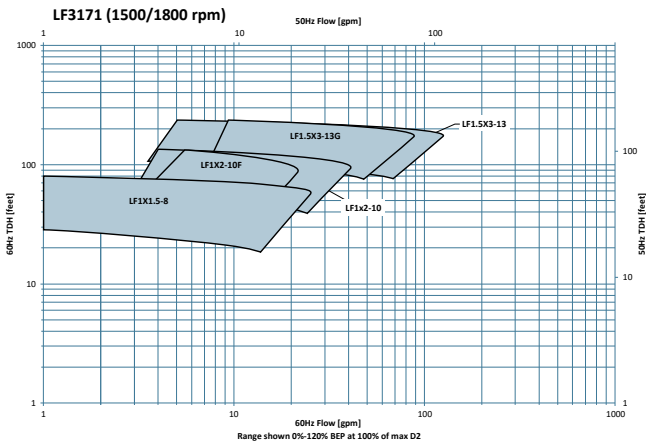 LF3171 (1500/1800 rpm)
50Hz Flow [gpm]
1 10 100
1000
100
10
1
60Hz TDH [feet]
LF1.5X3-13
LF1.5X3-13G
LF1X2-10F
LF1X1.5-8
LF1x2-10
100
10
1
50Hz TDH [feet]
1 10 100 1000
60Hz Flow [gpm]
Range shown 0%-120% BEP at 100% of max D2